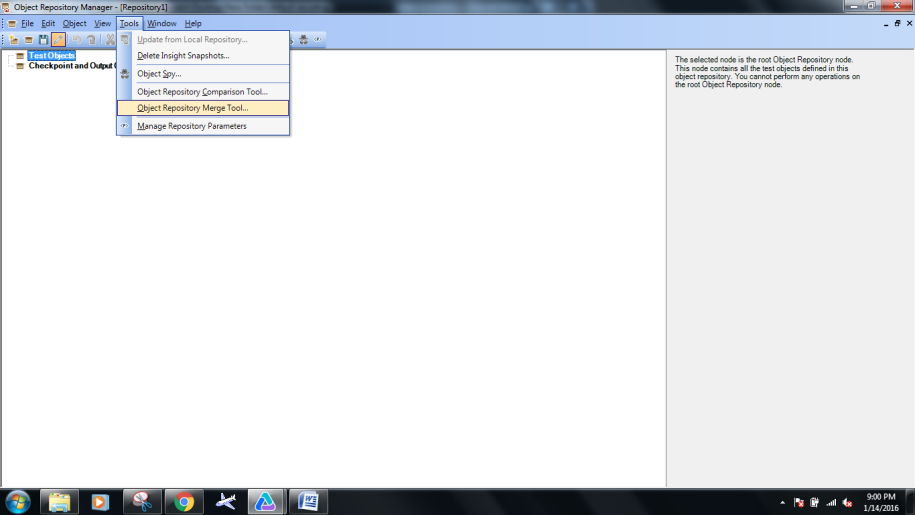 Object Repository Manager - [Repository1]
File Edit Object View Tools Window Help
Update from Local Repository...
Test Objects
Delete Insight Snapshots...
Checkpoint and Output
Object Spy...
Object Repository Comparison Tool...
Object Repository Merge Tool...
Manage Repository Parameters
The selected node is the root Object Repository node.
This node contains all the test objects defined in this
object repository. You cannot perform any operations on
the root Object Repository node.
9:00 PM
1/14/2016